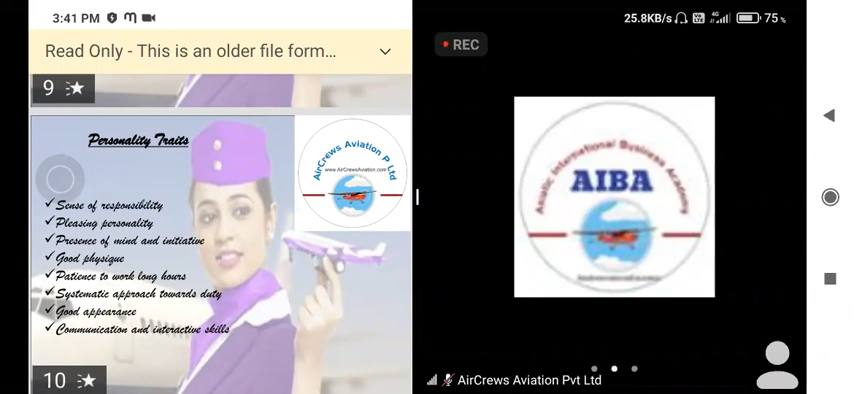 3:41 PM
25.8KB/s
4G
75%
Read Only - This is an older file form...
REC
9
Personality Traits
AirCrews Aviation P Ltd
www.AirCrewsAviation.com
Sense of responsibility
Pleasing personality
Presence of mind and initiative
Good physique
Patience to work long hours
Systematic approach towards duty
Good appearance
Communication and interactive skills
10
Asiatic International Business Academy
AIBA
AirCrews Aviation Pvt Ltd